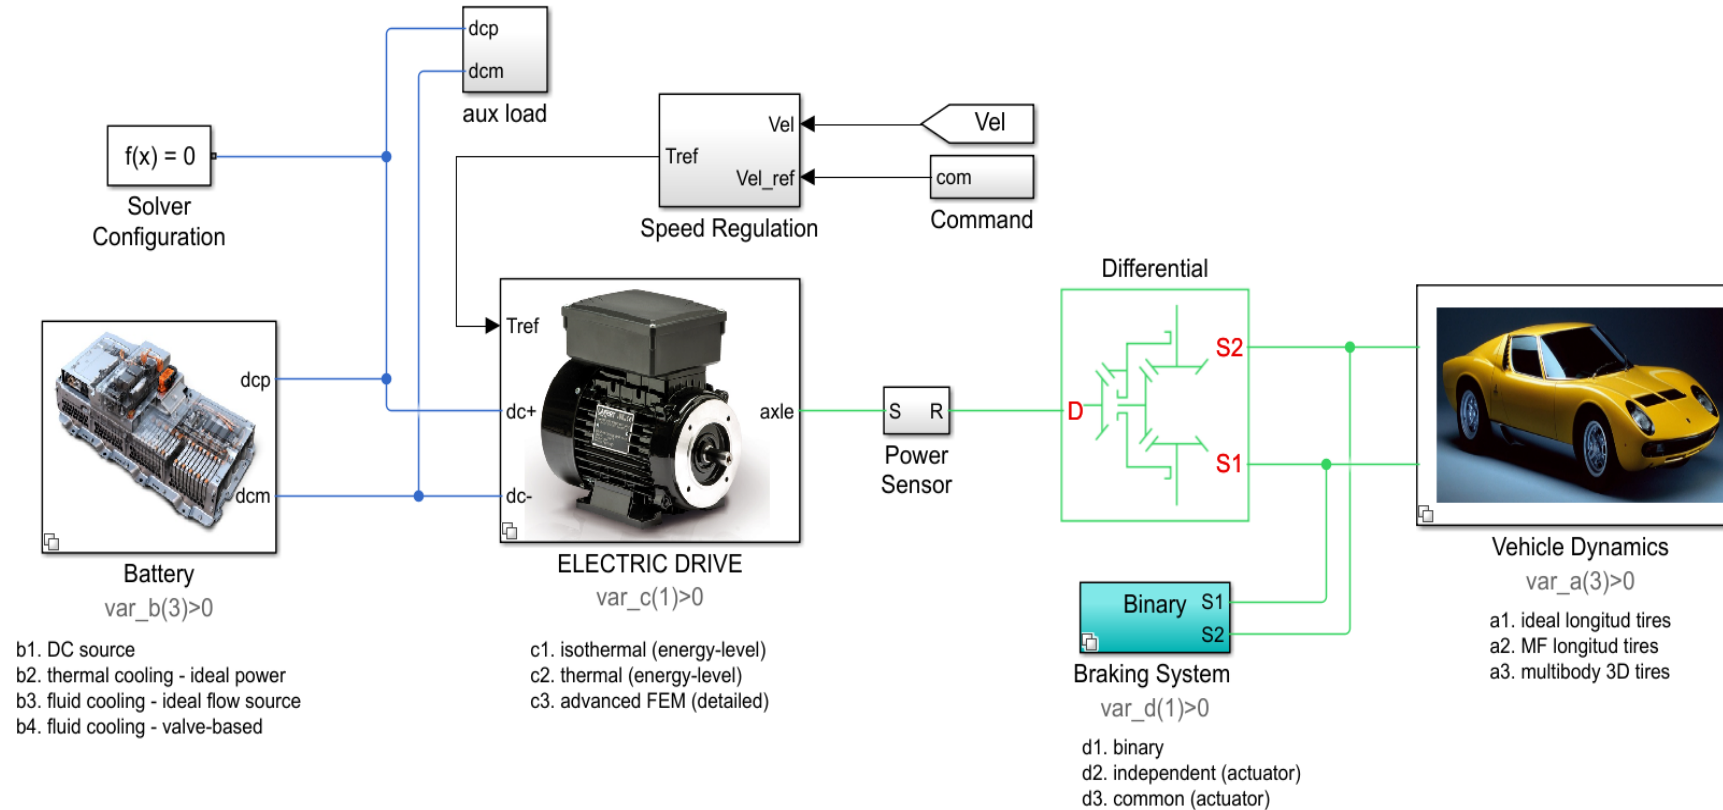 dcp
dcm
aux load
f(x) = 0
Solver
Configuration
Vel
Tref
Vel_ref
Speed Regulation
Vel
com
Command
dcp
dcm
Battery
var_b(3)>0
b1. DC source
b2. thermal cooling - ideal power
b3. fluid cooling - ideal flow source
b4. fluid cooling - valve-based
Tref
dc+
dc-
axle
ELECTRIC DRIVE
var_c(1)>0
c1. isothermal (energy-level)
c2. thermal (energy-level)
c3. advanced FEM (detailed)
S R
Power
Sensor
Differential
D
S2
S1
Binary
S1
S2
Braking System
var_d(1)>0
d1. binary
d2. independent (actuator)
d3. common (actuator)
Vehicle Dynamics
var_a(3)>0
a1. ideal longitud tires
a2. MF longitud tires
a3. multibody 3D tires